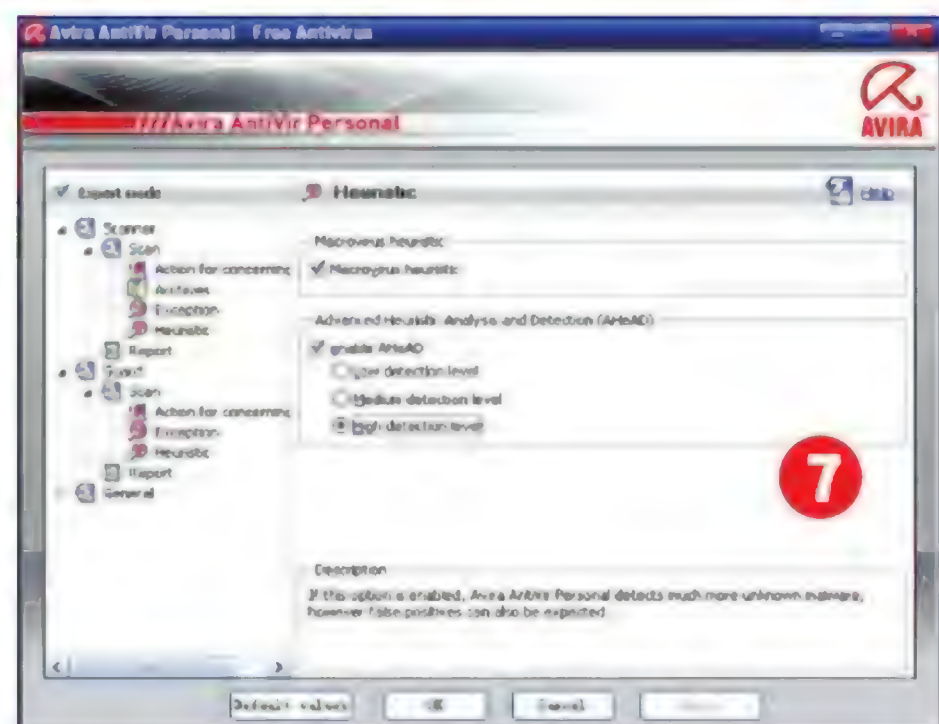 Avira AntiVir Personal Free Antivirus
////Avira AntiVir Personal
AVIRA
Expert mode
Heuristic
Help
Scanner
Scan
Action for concerning
Archives
Exception
Heuristic
Report
Guard
Scan
Action for concerning
Exception
Heuristic
Report
General
Macrovirus heuristic
Macrovirus heuristic
Advanced Heuristic Analysis and Detection (AHeAD)
enable AHeAD
Low detection level
Medium detection level
High detection level
7
Description
If this option is enabled, Avira AntiVir Personal detects much more unknown malware,
however false positives can also be expected
Default values
OK
Cancel